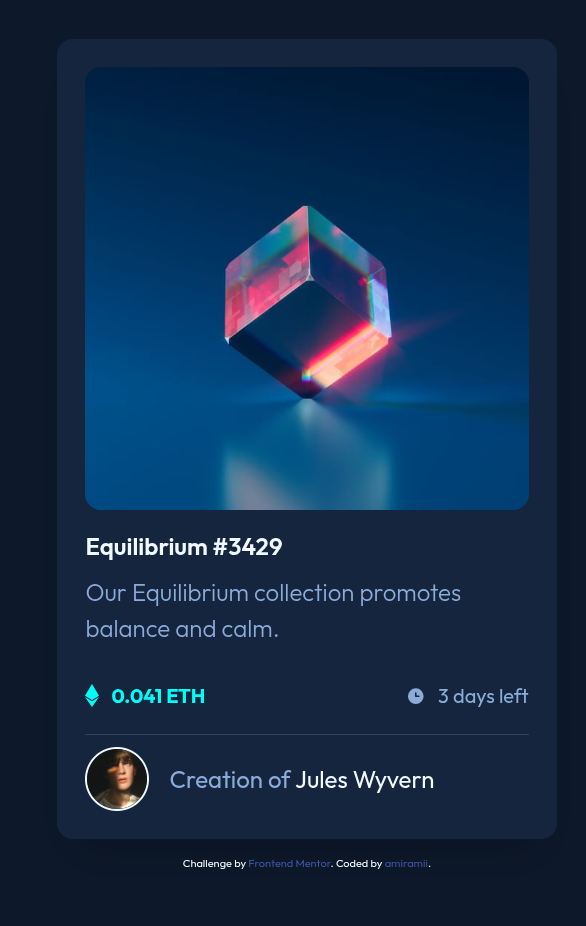 Equilibrium #3429
Our Equilibrium collection promotes
balance and calm.
0.041 ETH
3 days left
Creation of Jules Wyvern
Challenge by Frontend Mentor. Coded by amiramii.